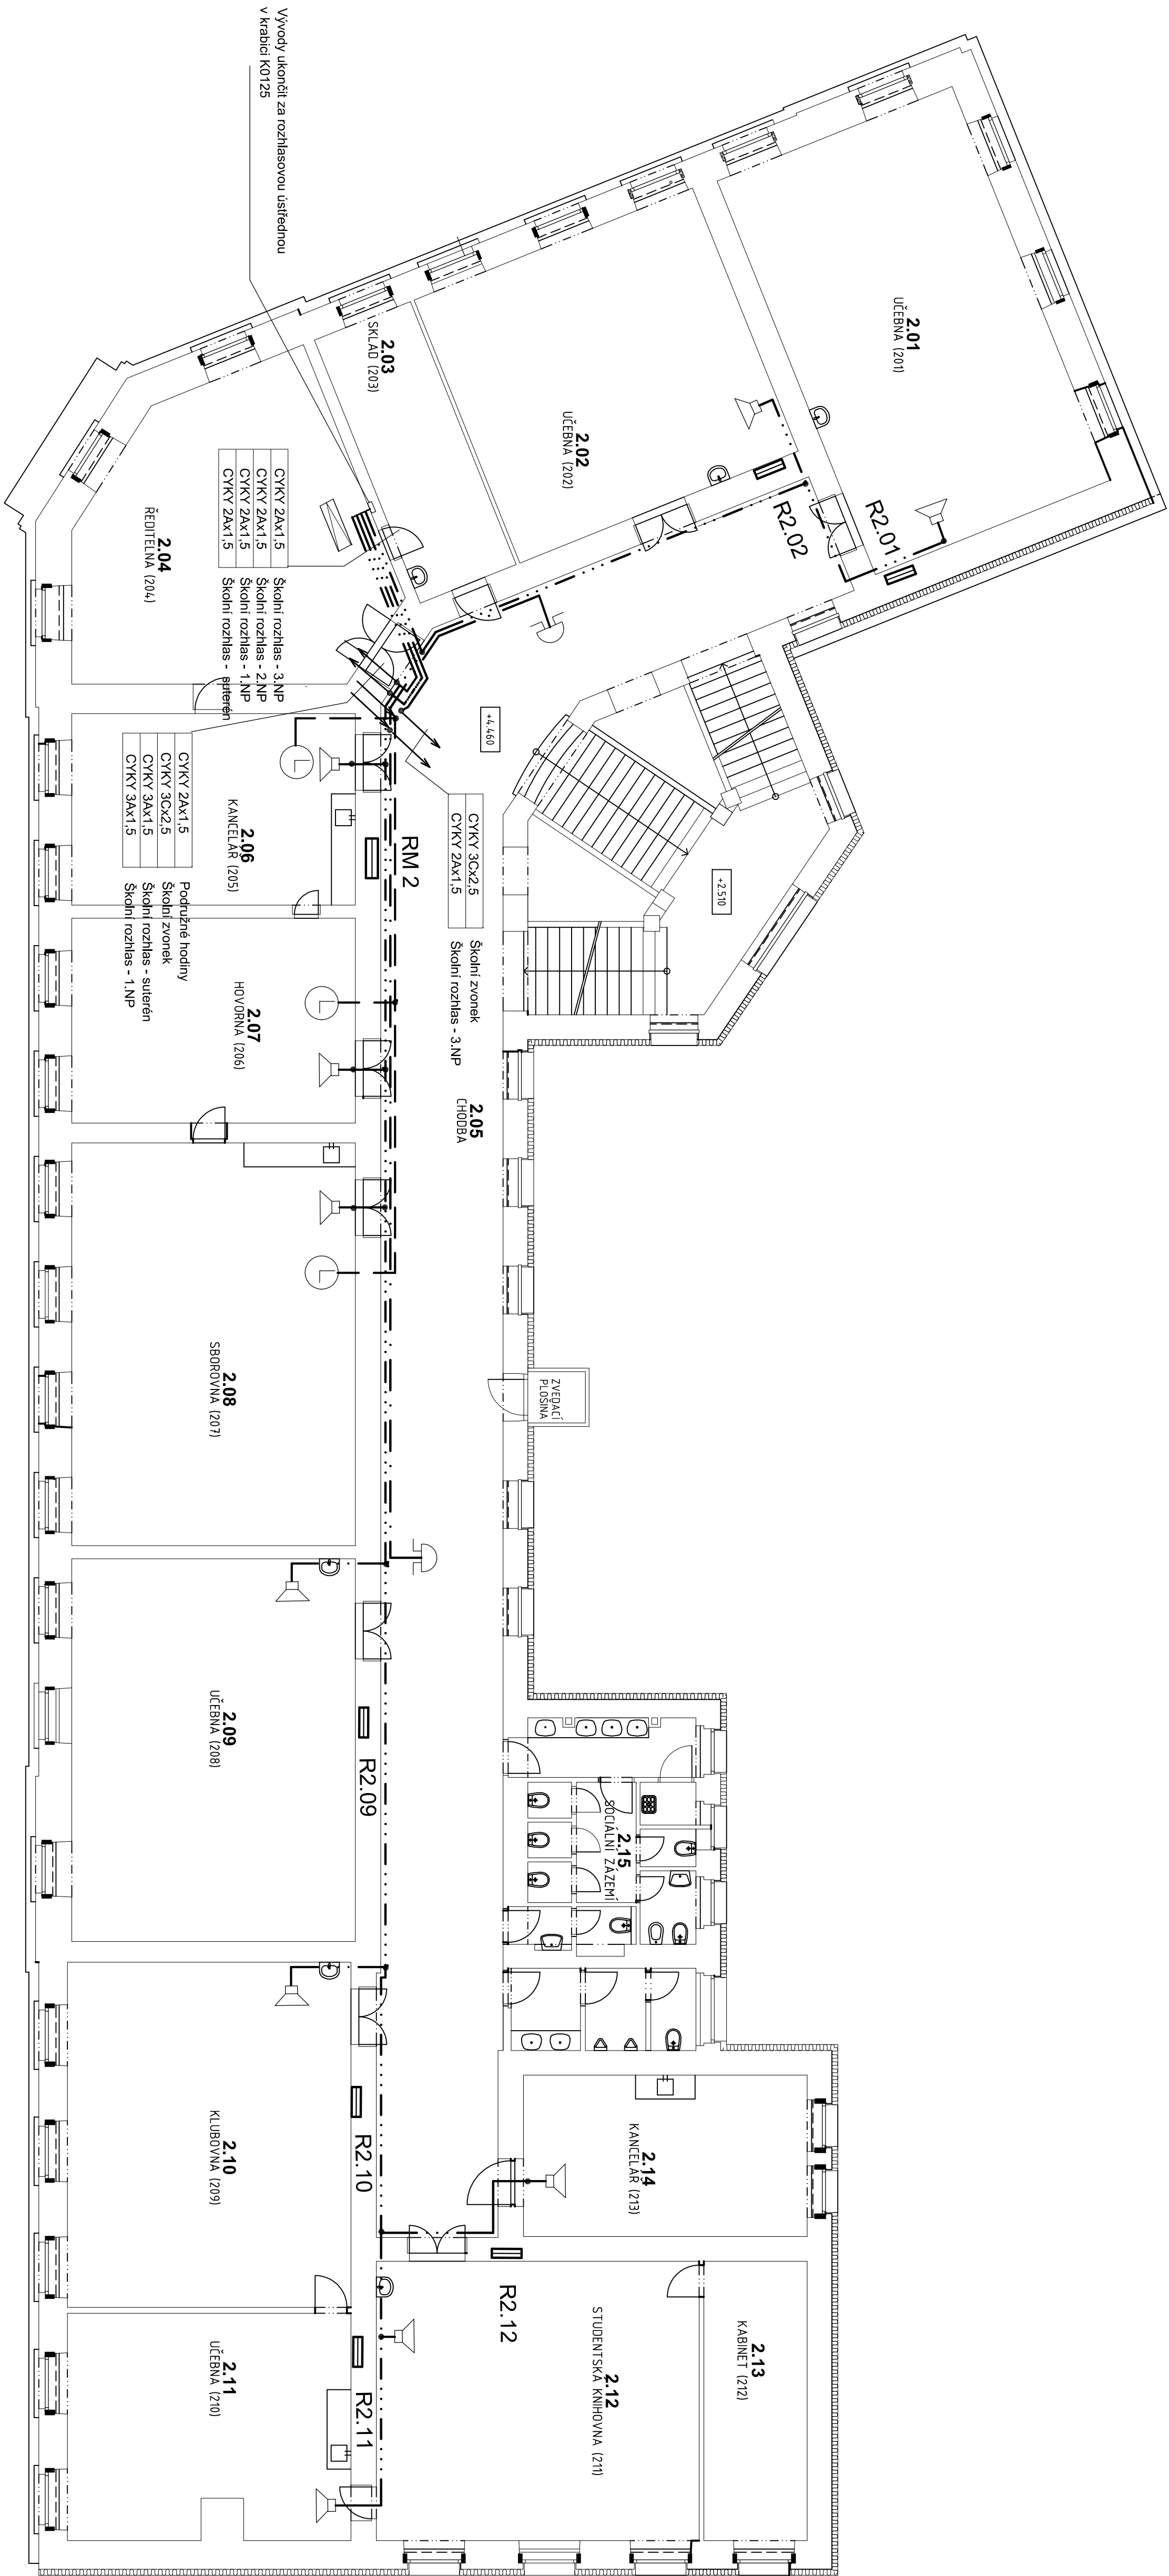 Vývody ukončit za rozhlasovou ústřednou
v krabici K0125
2.01
UČEBNA (201)
2.02
UČEBNA (202)
2.03
SKLAD (203)
2.04
ŘEDITELNA (204)
R2.01
R2.02
CYKY 2Ax1,5 Školní rozhlas - 3.NP
CYKY 2Ax1,5 Školní rozhlas - 2.NP
CYKY 2Ax1,5 Školní rozhlas - 1.NP
CYKY 2Ax1,5 Školní rozhlas - suterén
CYKY 2Ax1,5 Podružné hodiny
CYKY 3Cx2,5 Školní zvonek
CYKY 3Ax1,5 Školní rozhlas - suterén
CYKY 3Ax1,5 Školní rozhlas - 1.NP
CYKY 3Cx2,5 Školní zvonek
CYKY 2Ax1,5 Školní rozhlas - 3.NP
+4.460
+2.510
L
2.06
KANCELÁŘ (205)
RM 2
L
2.07
HOVORNA (206)
2.05
CHODBA
L
2.08
SBOROVNA (207)
ZVEDACÍ
PLOŠINA
2.09
UČEBNA (208)
R2.09
2.15
SOCIÁLNÍ ZÁZEMÍ
2.10
KLUBOVNA (209)
R2.10
2.14
KANCELÁŘ (213)
2.11
UČEBNA (210)
R2.11
R2.12
2.12
STUDENTSKÁ KNIHOVNA (211)
2.13
KABINET (212)